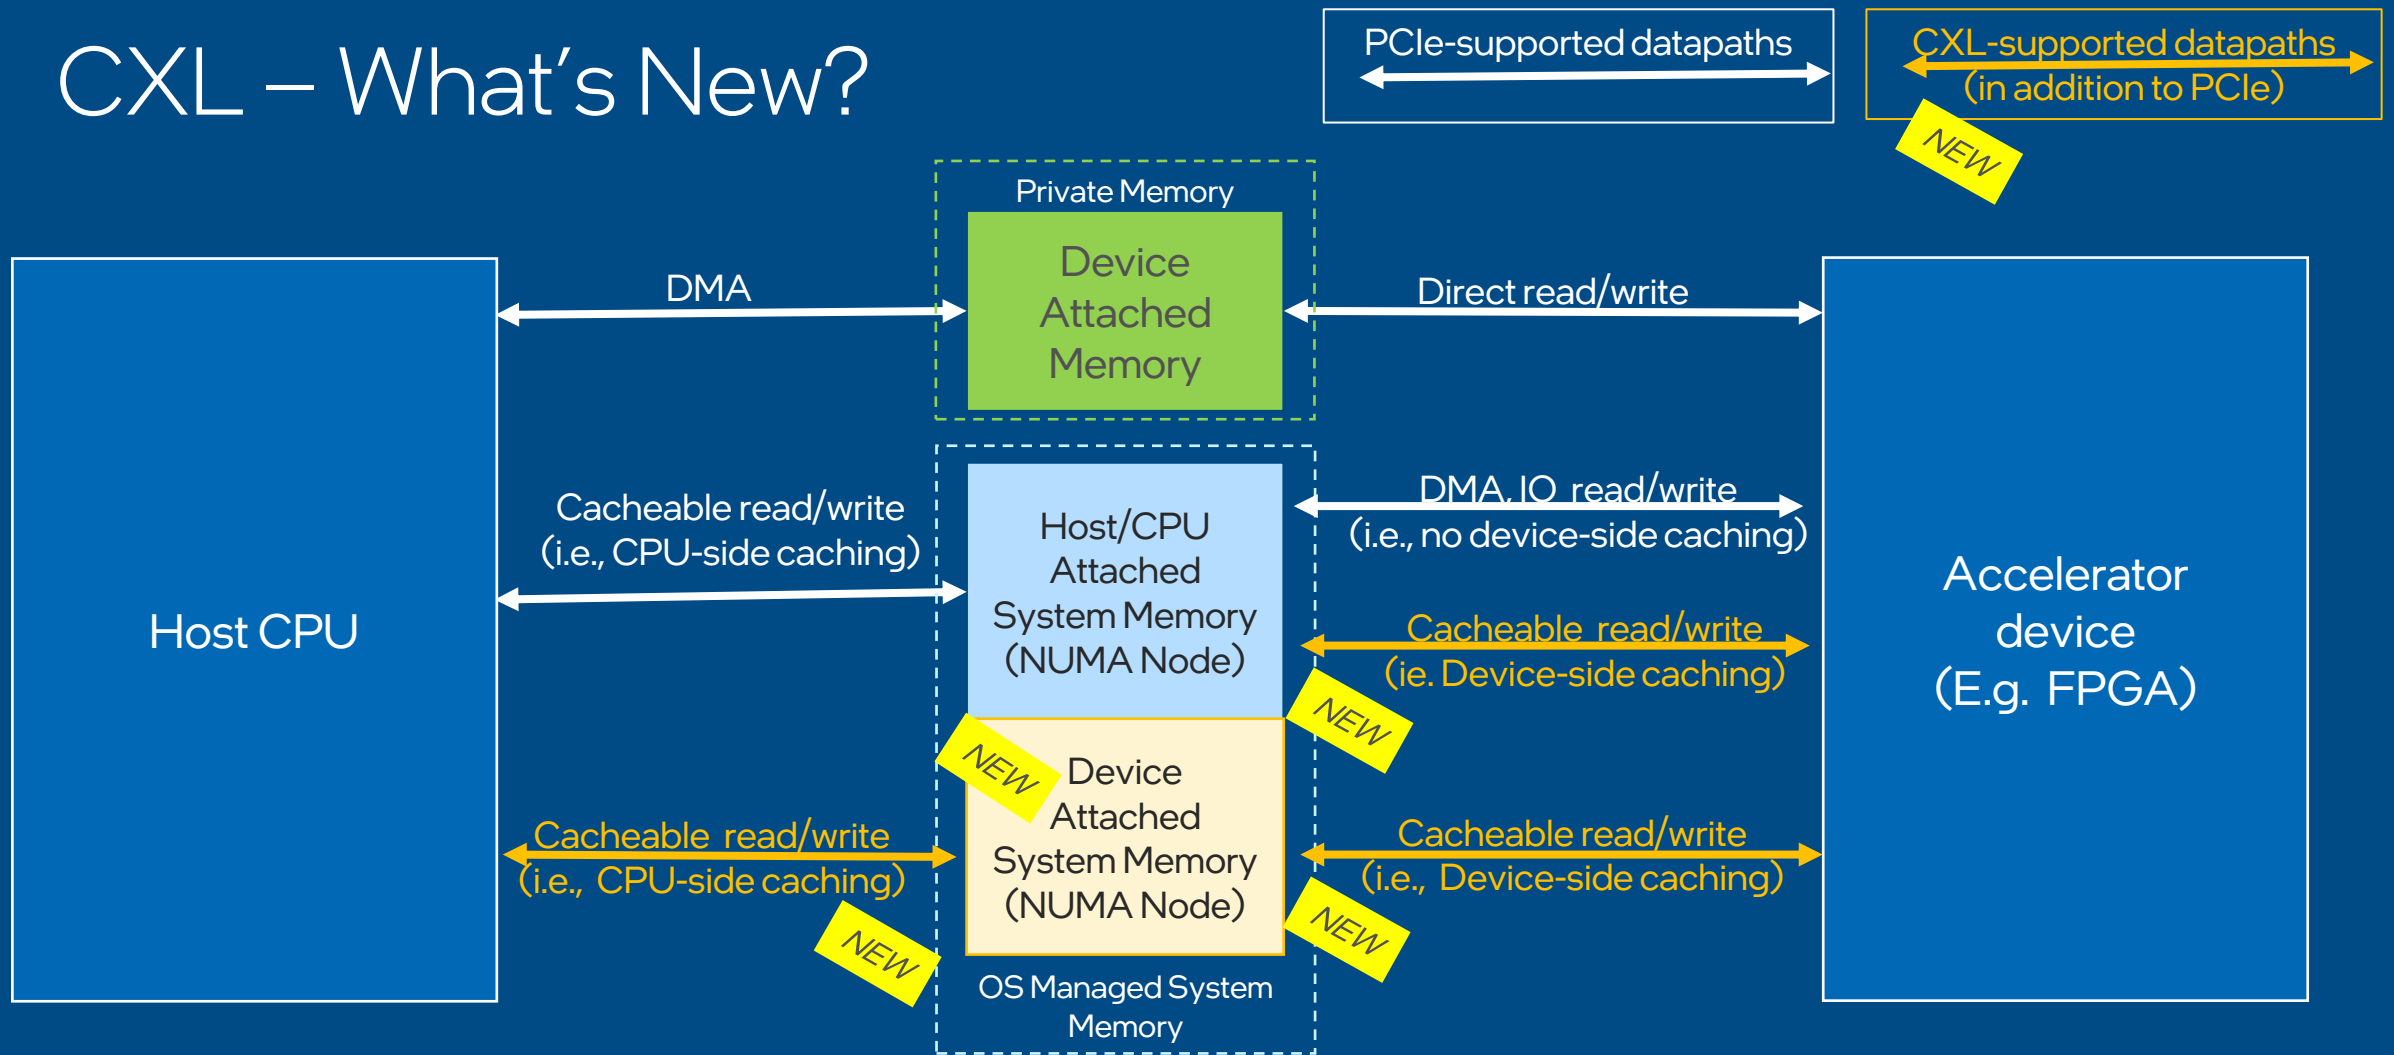 CXL – What's New?
PCIe-supported datapaths
CXL-supported datapaths
(in addition to PCIe)
NEW
Private Memory
Device
Attached
Memory
DMA
Direct read/write
Host CPU
Cacheable read/write
(i.e., CPU-side caching)
Host/CPU
Attached
System Memory
(NUMA Node)
DMA, IO read/write
(i.e., no device-side caching)
Cacheable read/write
(ie. Device-side caching)
NEW
Accelerator
device
(E.g. FPGA)
NEW
Device
Attached
System Memory
(NUMA Node)
Cacheable read/write
(i.e., CPU-side caching)
NEW
Cacheable read/write
(i.e., Device-side caching)
NEW
OS Managed System
Memory